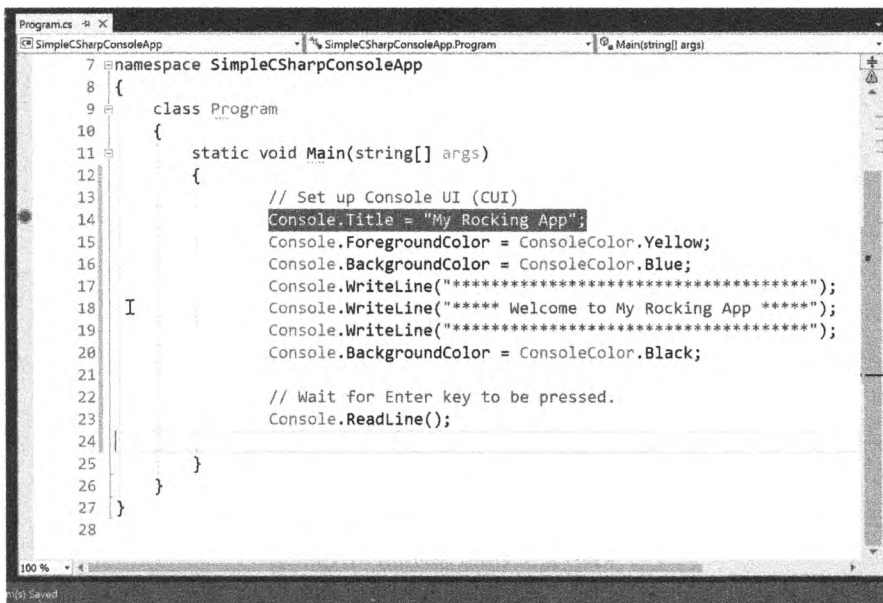 Program.cs
SimpleCSharpConsoleApp SimpleCSharpConsoleApp.Program Main(string[] args)
7 namespace SimpleCSharpConsoleApp
8 {
9 class Program
10 {
11 static void Main(string[] args)
12 {
13 // Set up Console UI (CUI)
14 Console.Title = "My Rocking App";
15 Console.ForegroundColor = ConsoleColor.Yellow;
16 Console.BackgroundColor = ConsoleColor.Blue;
17 Console.WriteLine("*************************************");
18 Console.WriteLine("***** Welcome to My Rocking App *****");
19 Console.WriteLine("*************************************");
20 Console.BackgroundColor = ConsoleColor.Black;
21
22 // Wait for Enter key to be pressed.
23 Console.ReadLine();
24
25 }
26 }
27 }
28
100 %
Saved